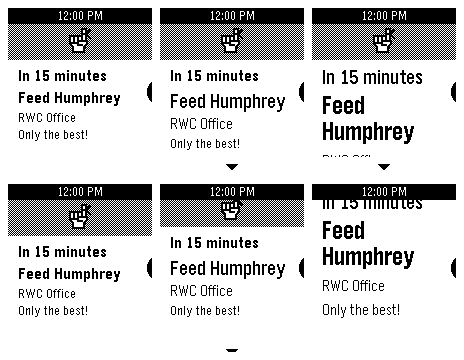 12:00 PM
In 15 minutes
Feed Humphrey
RWC Office
Only the best!
12:00 PM
In 15 minutes
Feed Humphrey
RWC Office
Only the best!
12:00 PM
In 15 minutes
Feed
Humphrey
12:00 PM
In 15 minutes
Feed Humphrey
RWC Office
Only the best!
12:00 PM
In 15 minutes
Feed Humphrey
RWC Office
Only the best!
12:00 PM
In 15 minutes
Feed
Humphrey
RWC Office
Only the best!